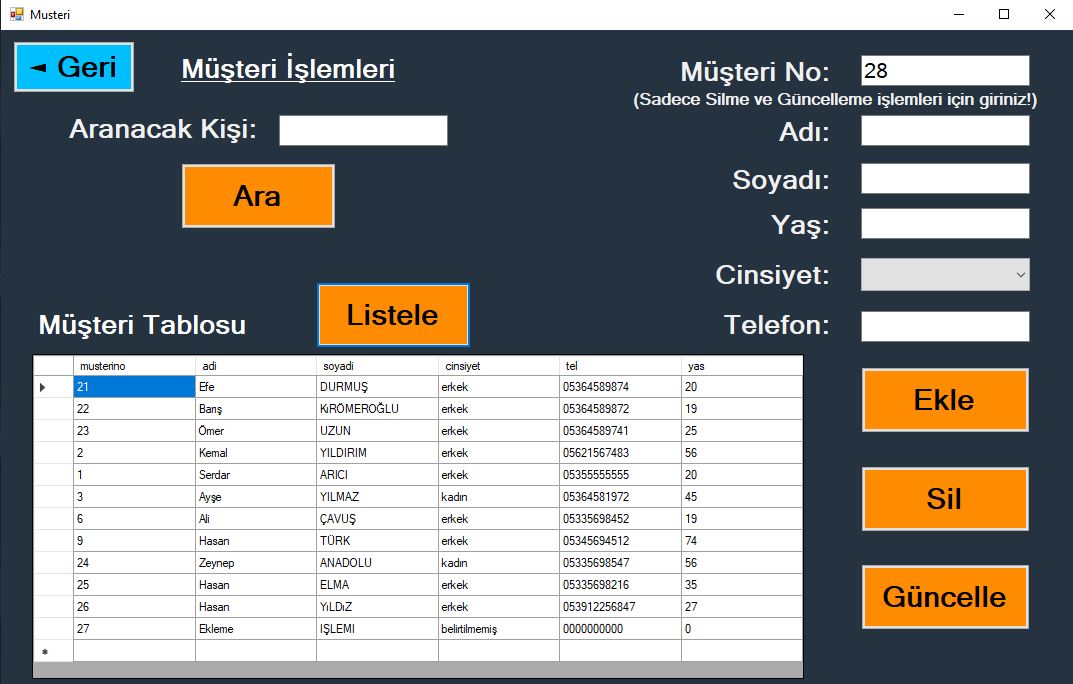 Musteri
◄ Geri
Müşteri İşlemleri
Müşteri No: 28
(Sadece Silme ve Güncelleme işlemleri için giriniz!)
Aranacak Kişi:
Adı:
Ara
Soyadı:
Yaş:
Cinsiyet:
Listele
Müşteri Tablosu
Telefon:
musterino adi soyadi cinsiyet tel yas
21 Efe DURMUŞ erkek 05364589874 20
22 Barış KiRÖMEROĞLU erkek 05364589872 19
23 Ömer UZUN erkek 05364589741 25
2 Kemal YILDIRIM erkek 05621567483 56
1 Serdar ARICI erkek 05355555555 20
3 Ayşe YILMAZ kadın 05364581972 45
6 Ali ÇAVUŞ erkek 05335698452 19
9 Hasan TÜRK erkek 05345694512 74
24 Zeynep ANADOLU kadın 05335698547 56
25 Hasan ELMA erkek 05335698216 35
26 Hasan YıLDıZ erkek 053912256847 27
27 Ekleme IŞLEMI belirtilmemiş 0000000000 0
Ekle
Sil
Güncelle